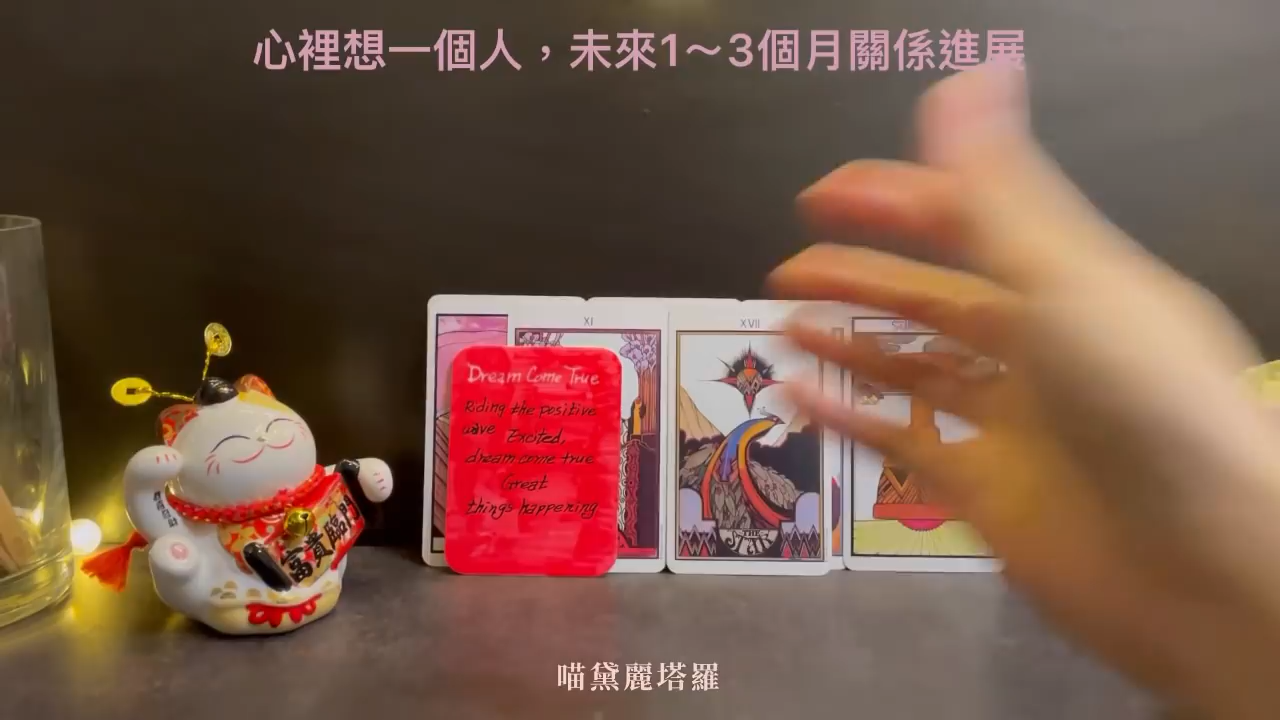 心裡想一個人，未來1～3個月關係進展
XI
XVII
Dream Come True
Riding the positive
wave Excited,
dream come true
Great
things happening
THE
STAR
富貴臨門
喵黛麗塔羅